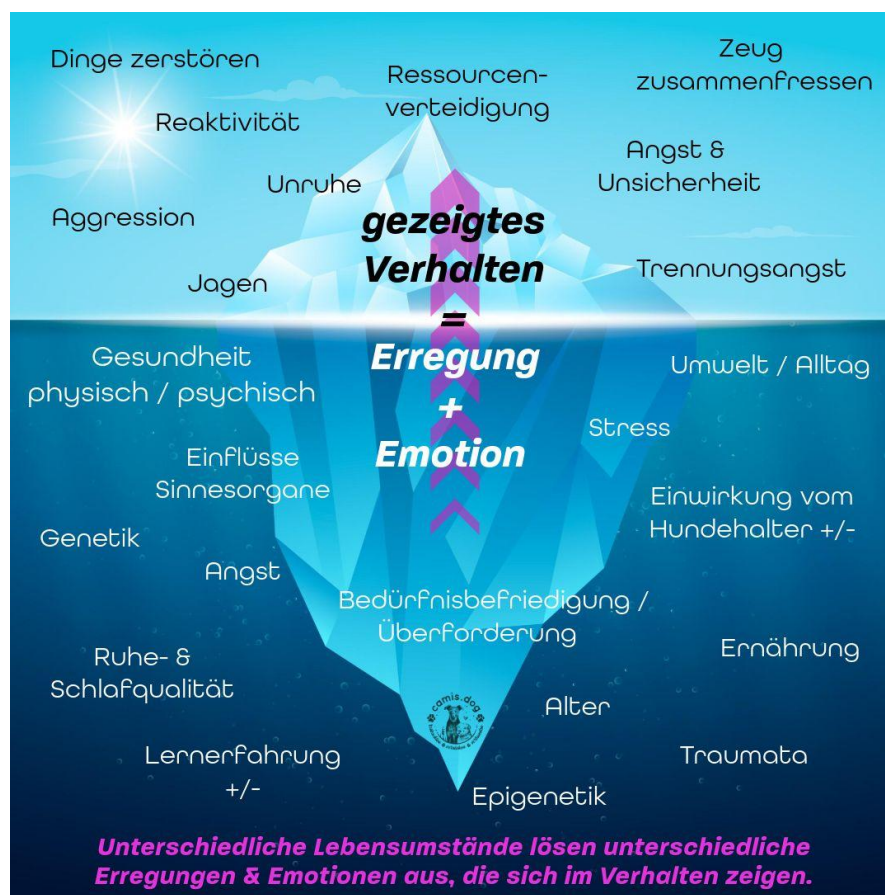 Dinge zerstören
Zeug
zusammenfressen
Ressourcen-
verteidigung
Reaktivität
Angst &
Unsicherheit
Unruhe
Aggression
gezeigtes
Verhalten
Jagen
Trennungsangst
=
Gesundheit
physisch / psychisch
Erregung
Umwelt / Alltag
+
Stress
Emotion
Einflüsse
Sinnesorgane
Einwirkung vom
Hundehalter +/-
Genetik
Angst
Bedürfnisbefriedigung /
Überforderung
Ernährung
Ruhe- &
Schlafqualität
camis.dog
Alter
Lernerfahrung
+/-
Traumata
Epigenetik
Unterschiedliche Lebensumstände lösen unterschiedliche
Erregungen & Emotionen aus, die sich im Verhalten zeigen.